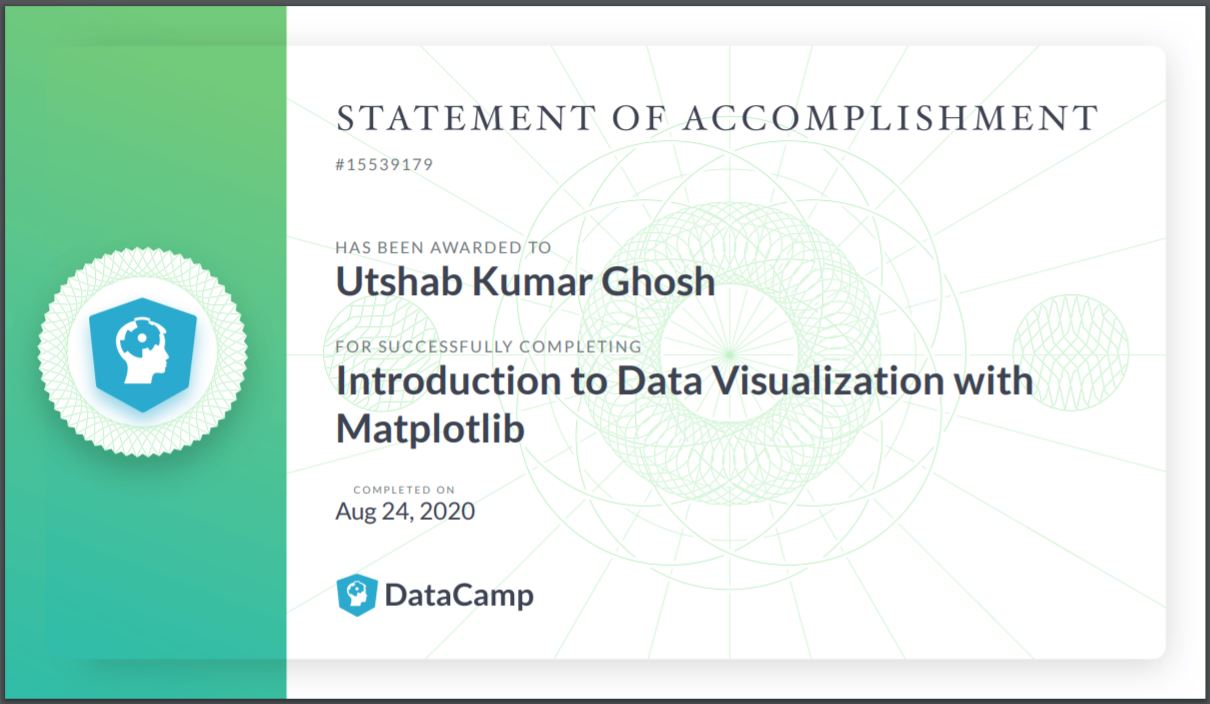 STATEMENT OF ACCOMPLISHMENT
#15539179
HAS BEEN AWARDED TO
Utshab Kumar Ghosh
FOR SUCCESSFULLY COMPLETING
Introduction to Data Visualization with
Matplotlib
COMPLETED ON
Aug 24, 2020
DataCamp